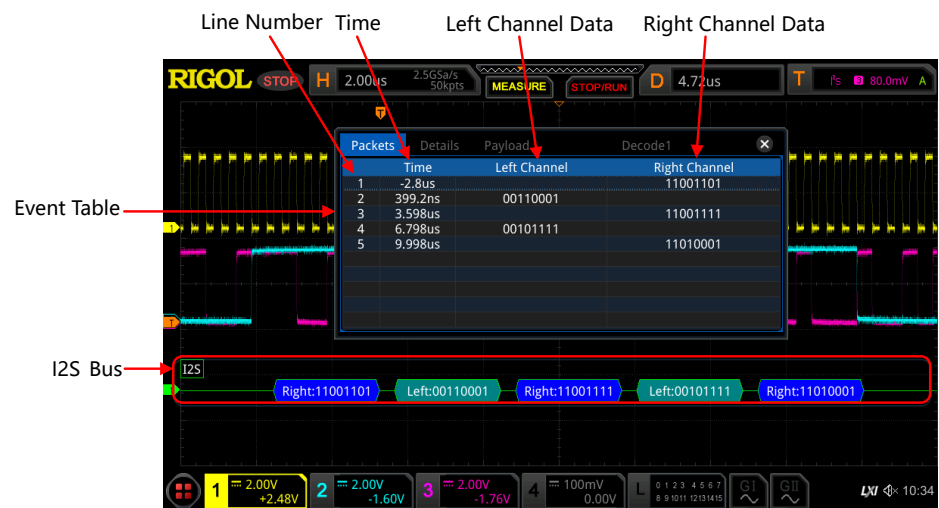 Line Number Time Left Channel Data Right Channel Data
RIGOL STOP H 2.00us 2.5GSa/s 50kpts MEASURE STOP/RUN D 4.72us T I²S 3 80.0mV A
T
Packets Details Payload Decode1
Time Left Channel Right Channel
1 -2.8us 11001101
2 399.2ns 00110001
3 3.598us 11001111
4 6.798us 00101111
5 9.998us 11010001
Event Table
1
T
I2S Bus
I2S
Right:11001101 Left:00110001 Right:11001111 Left:00101111 Right:11010001
1 2.00V +2.48V 2 2.00V -1.60V 3 2.00V -1.76V 4 100mV 0.00V L 0 1 2 3 4 5 6 7 8 9 10 11 12 13 14 15 GI GII LXI 10:34